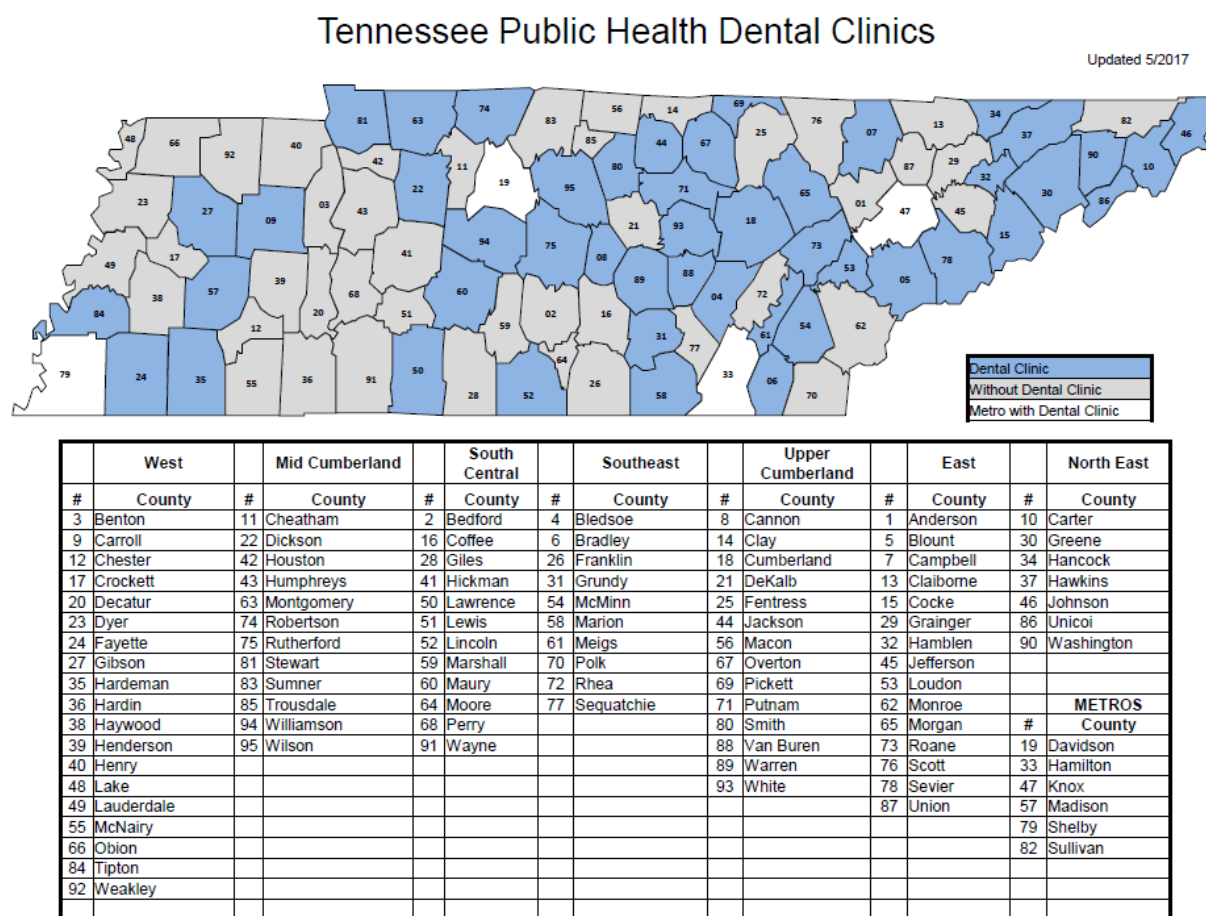 Tennessee Public Health Dental Clinics
Updated 5/2017
81 63 74 83 56 14 69 25 76 07 13 34 37 82 46
48 66 92 40 42 11 19 85 80 44 67 87 29 32 90 10
23 27 09 03 43 22 95 71 65 01 47 45 30 86
49 17 41 94 75 08 21 93 18 73 53 05 78 15
84 38 57 39 20 68 51 60 59 02 16 89 88 04 72 61 54 62
79 24 35 12 55 36 91 50 28 52 64 26 31 58 77 33 06 70
Dental Clinic
Without Dental Clinic
Metro with Dental Clinic
West Mid Cumberland South Central Southeast Upper Cumberland East North East
# County # County # County # County # County # County # County
3 Benton 11 Cheatham 2 Bedford 4 Bledsoe 8 Cannon 1 Anderson 10 Carter
9 Carroll 22 Dickson 16 Coffee 6 Bradley 14 Clay 5 Blount 30 Greene
12 Chester 42 Houston 28 Giles 26 Franklin 18 Cumberland 7 Campbell 34 Hancock
17 Crockett 43 Humphreys 41 Hickman 31 Grundy 21 DeKalb 13 Claiborne 37 Hawkins
20 Decatur 63 Montgomery 50 Lawrence 54 McMinn 25 Fentress 15 Cocke 46 Johnson
23 Dyer 74 Robertson 51 Lewis 58 Marion 44 Jackson 29 Grainger 86 Unicoi
24 Fayette 75 Rutherford 52 Lincoln 61 Meigs 56 Macon 32 Hamblen 90 Washington
27 Gibson 81 Stewart 59 Marshall 70 Polk 67 Overton 45 Jefferson
35 Hardeman 83 Sumner 60 Maury 72 Rhea 69 Pickett 53 Loudon
36 Hardin 85 Trousdale 64 Moore 77 Sequatchie 71 Putnam 62 Monroe METROS
38 Haywood 94 Williamson 68 Perry 80 Smith 65 Morgan # County
39 Henderson 95 Wilson 91 Wayne 88 Van Buren 73 Roane 19 Davidson
40 Henry 89 Warren 76 Scott 33 Hamilton
48 Lake 93 White 78 Sevier 47 Knox
49 Lauderdale 87 Union 57 Madison
55 McNairy 79 Shelby
66 Obion 82 Sullivan
84 Tipton
92 Weakley